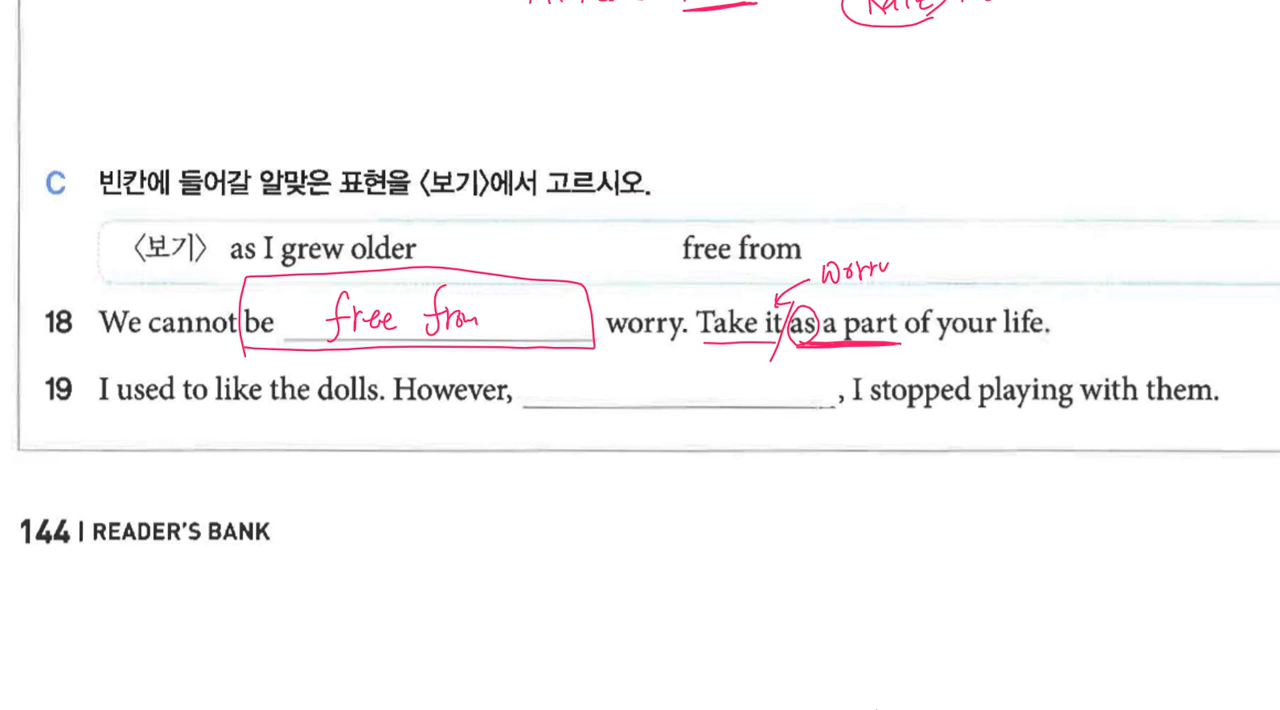 C 빈칸에 들어갈 알맞은 표현을 〈보기〉에서 고르시오.
〈보기〉 as I grew older free from
worry
18 We cannot be free from worry. Take it as a part of your life.
19 I used to like the dolls. However, ____________, I stopped playing with them.
144 | READER'S BANK